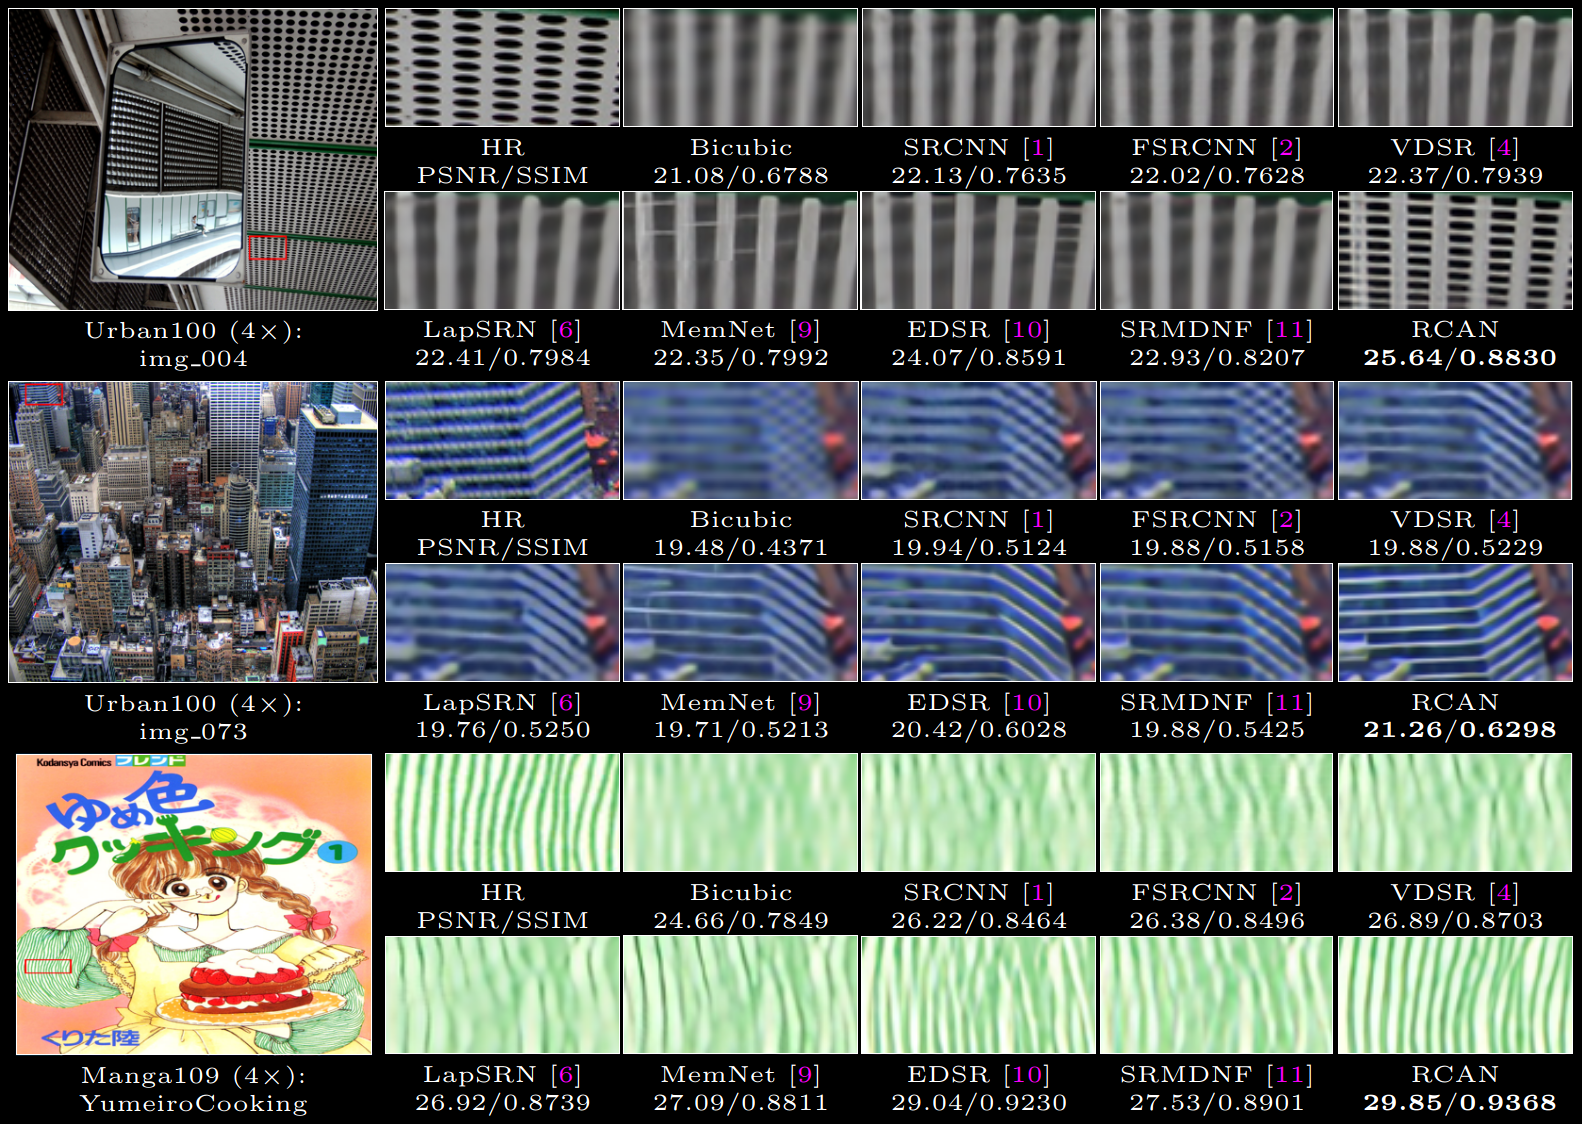 HR
PSNR/SSIM
Bicubic
21.08/0.6788
SRCNN [1]
22.13/0.7635
FSRCNN [2]
22.02/0.7628
VDSR [4]
22.37/0.7939
Urban100 (4×):
img_004
LapSRN [6]
22.41/0.7984
MemNet [9]
22.35/0.7992
EDSR [10]
24.07/0.8591
SRMDNF [11]
22.93/0.8207
RCAN
25.64/0.8830
HR
PSNR/SSIM
Bicubic
19.48/0.4371
SRCNN [1]
19.94/0.5124
FSRCNN [2]
19.88/0.5158
VDSR [4]
19.88/0.5229
Urban100 (4×):
img_073
LapSRN [6]
19.76/0.5250
MemNet [9]
19.71/0.5213
EDSR [10]
20.42/0.6028
SRMDNF [11]
19.88/0.5425
RCAN
21.26/0.6298
Kodansya Comics フレンド
ゆめ色
クッキング 1
くりた陸
HR
PSNR/SSIM
Bicubic
24.66/0.7849
SRCNN [1]
26.22/0.8464
FSRCNN [2]
26.38/0.8496
VDSR [4]
26.89/0.8703
Manga109 (4×):
YumeiroCooking
LapSRN [6]
26.92/0.8739
MemNet [9]
27.09/0.8811
EDSR [10]
29.04/0.9230
SRMDNF [11]
27.53/0.8901
RCAN
29.85/0.9368